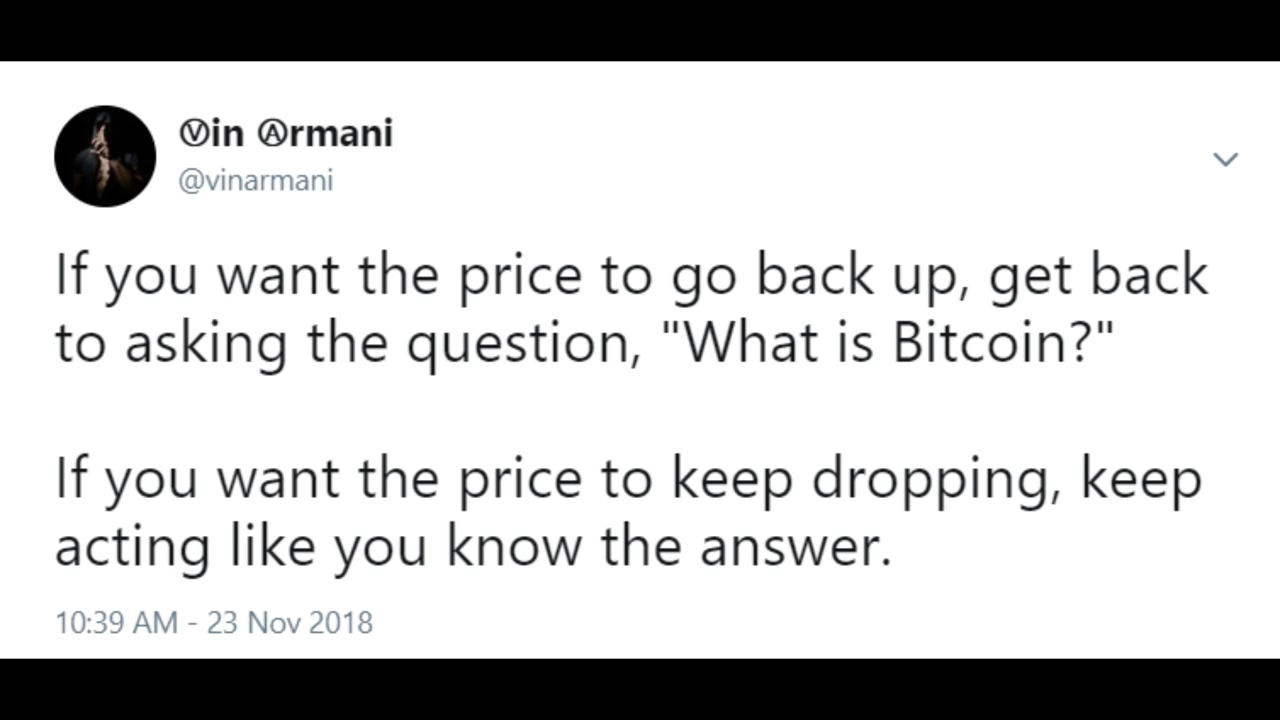 Ⓥin Ⓐrmani
@vinarmani
If you want the price to go back up, get back
to asking the question, "What is Bitcoin?"
If you want the price to keep dropping, keep
acting like you know the answer.
10:39 AM - 23 Nov 2018